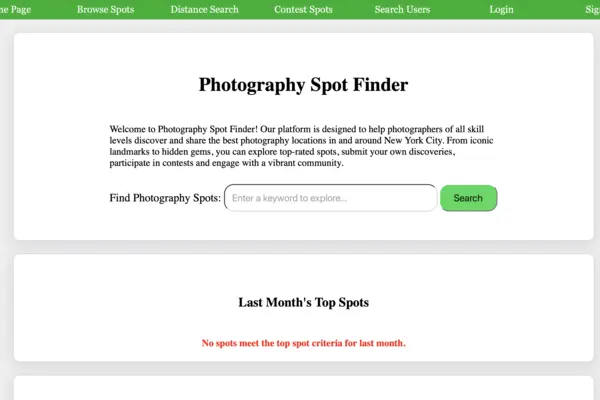 me Page Browse Spots Distance Search Contest Spots Search Users Login Sig
Photography Spot Finder
Welcome to Photography Spot Finder! Our platform is designed to help photographers of all skill
levels discover and share the best photography locations in and around New York City. From iconic
landmarks to hidden gems, you can explore top-rated spots, submit your own discoveries,
participate in contests and engage with a vibrant community.
Find Photography Spots: Enter a keyword to explore... Search
Last Month's Top Spots
No spots meet the top spot criteria for last month.